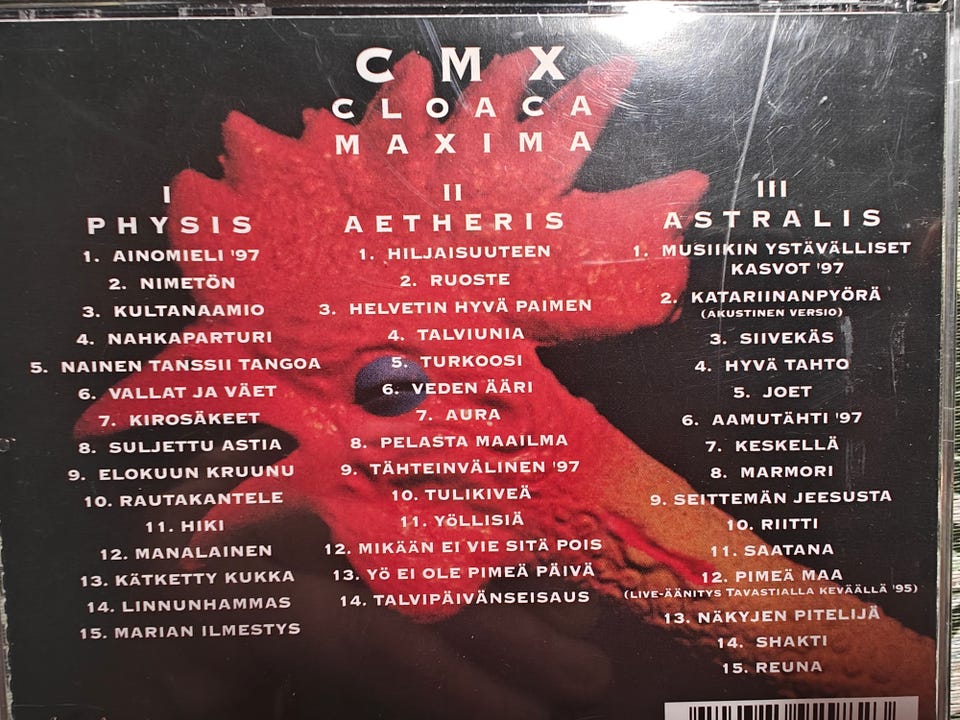 CMX
CLOACA
MAXIMA
I
PHYSIS
1. AINOMIELI '97
2. NIMETÖN
3. KULTANAAMIO
4. NAHKAPARTURI
5. NAINEN TANSSII TANGOA
6. VALLAT JA VÄET
7. KIROSÄKEET
8. SULJETTU ASTIA
9. ELOKUUN KRUUNU
10. RAUTAKANTELE
11. HIKI
12. MANALAINEN
13. KÄTKETTY KUKKA
14. LINNUNHAMMAS
15. MARIAN ILMESTYS
II
AETHERIS
1. HILJAISUUTEEN
2. RUOSTE
3. HELVETIN HYVÄ PAIMEN
4. TALVIUNIA
5. TURKOOSI
6. VEDEN ÄÄRI
7. AURA
8. PELASTA MAAILMA
9. TÄHTEINVÄLINEN '97
10. TULIKIVEÄ
11. YÖLLISIÄ
12. MIKÄÄN EI VIE SITÄ POIS
13. YÖ EI OLE PIMEÄ PÄIVÄ
14. TALVIPÄIVÄNSEISAUS
III
ASTRALIS
1. MUSIIKIN YSTÄVÄLLISET
KASVOT '97
2. KATARIINANPYÖRÄ
(AKUSTINEN VERSIO)
3. SIIVEKÄS
4. HYVÄ TAHTO
5. JOET
6. AAMUTÄHTI '97
7. KESKELLÄ
8. MARMORI
9. SEITTEMÄN JEESUSTA
10. RIITTI
11. SAATANA
12. PIMEÄ MAA
(LIVE-ÄÄNITYS TAVASTIALLA KEVÄÄLLÄ '95)
13. NÄKYJEN PITELIJÄ
14. SHAKTI
15. REUNA